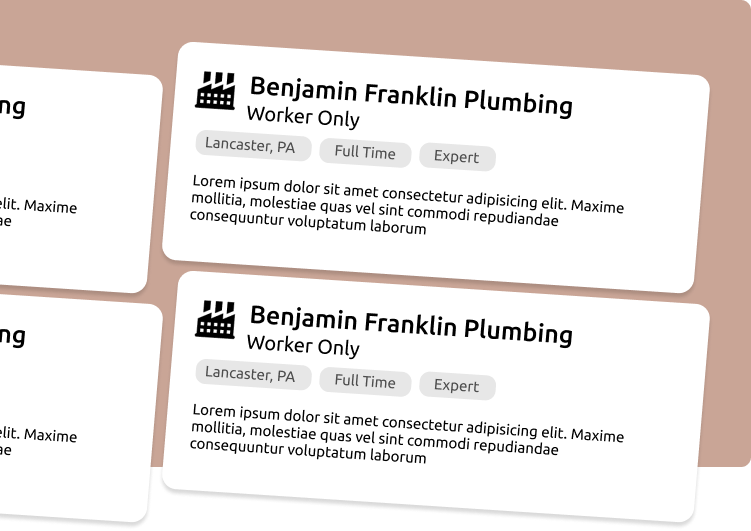 ng
elit. Maxime
ae
Benjamin Franklin Plumbing
Worker Only
Lancaster, PA
Full Time
Expert
Lorem ipsum dolor sit amet consectetur adipisicing elit. Maxime
mollitia, molestiae quas vel sint commodi repudiandae
consequuntur voluptatum laborum
ng
elit. Maxime
ae
Benjamin Franklin Plumbing
Worker Only
Lancaster, PA
Full Time
Expert
Lorem ipsum dolor sit amet consectetur adipisicing elit. Maxime
mollitia, molestiae quas vel sint commodi repudiandae
consequuntur voluptatum laborum